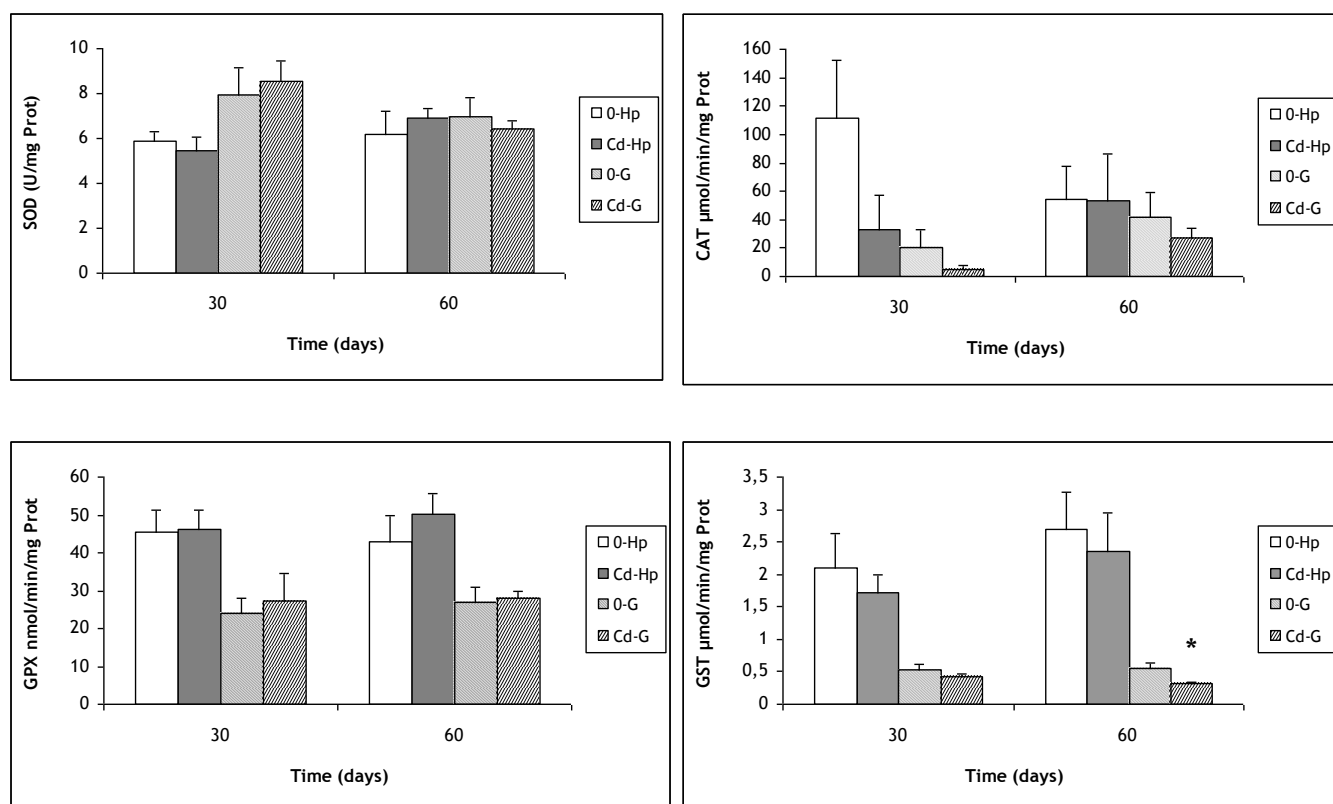 SOD (U/mg Prot)
10
8
6
4
2
0
30
60
Time (days)
0-Hp
Cd-Hp
0-G
Cd-G
CAT µmol/min/mg Prot
160
140
120
100
80
60
40
20
0
30
60
Time (days)
0-Hp
Cd-Hp
0-G
Cd-G
GPX nmol/min/mg Prot
60
50
40
30
20
10
0
30
60
Time (days)
0-Hp
Cd-Hp
0-G
Cd-G
GST µmol/min/mg Prot
3,5
3
2,5
2
1,5
1
0,5
0
*
30
60
Time (days)
0-Hp
Cd-Hp
0-G
Cd-G